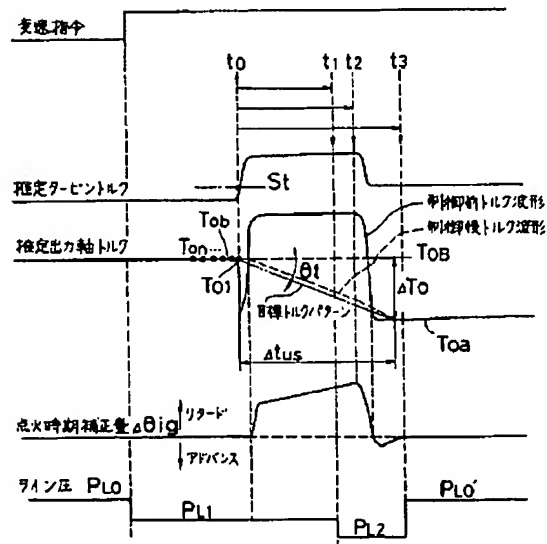 変速指令
t0 t1 t2 t3
推定タービントルク
St
制御前トルク波形
制御後トルク波形
推定出力軸トルク
Tob
Ton…
To1
TOB
θt
ΔTo
目標トルクパターン
Toa
Δtus
点火時期補正量Δθig
リタード
アドバンス
ライン圧 PLO
PL1
PL2
PLO'